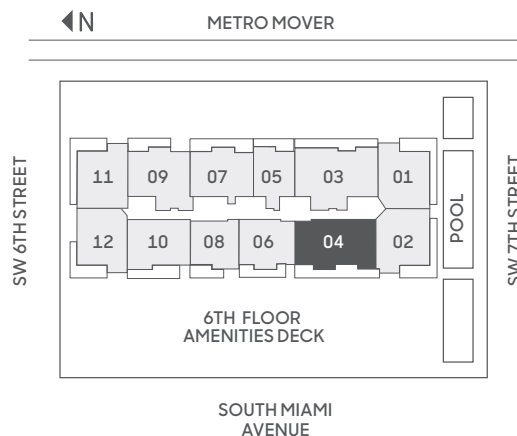 N
METRO MOVER
SW 6TH STREET
11
09
07
05
03
01
12
10
08
06
04
02
POOL
SW 7TH STREET
6TH FLOOR
AMENITIES DECK
SOUTH MIAMI
AVENUE